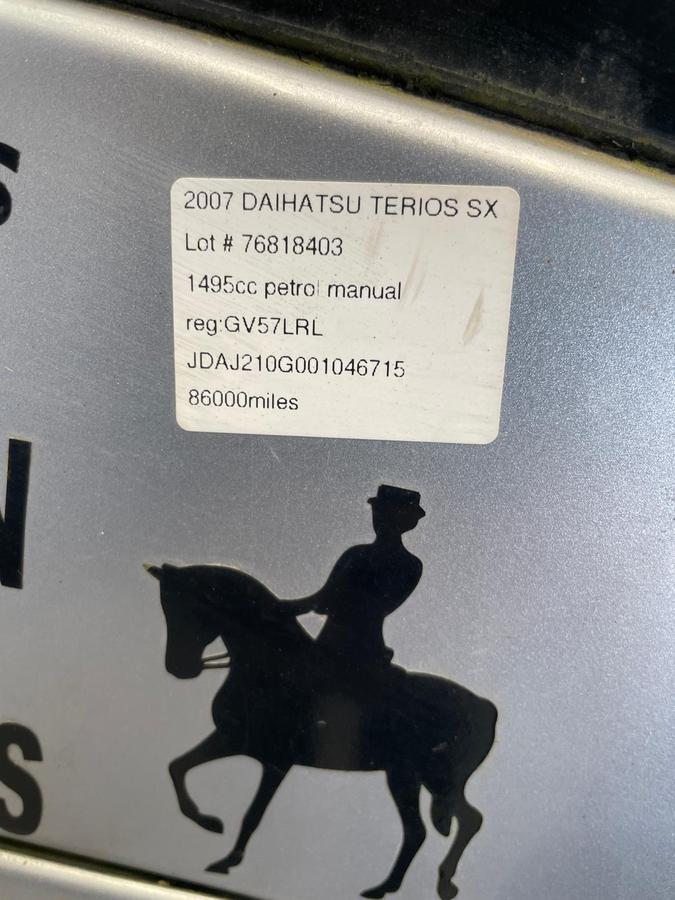 2007 DAIHATSU TERIOS SX
Lot # 76818403
1495cc petrol manual
reg:GV57LRL
JDAJ210G001046715
86000miles
S
N
S